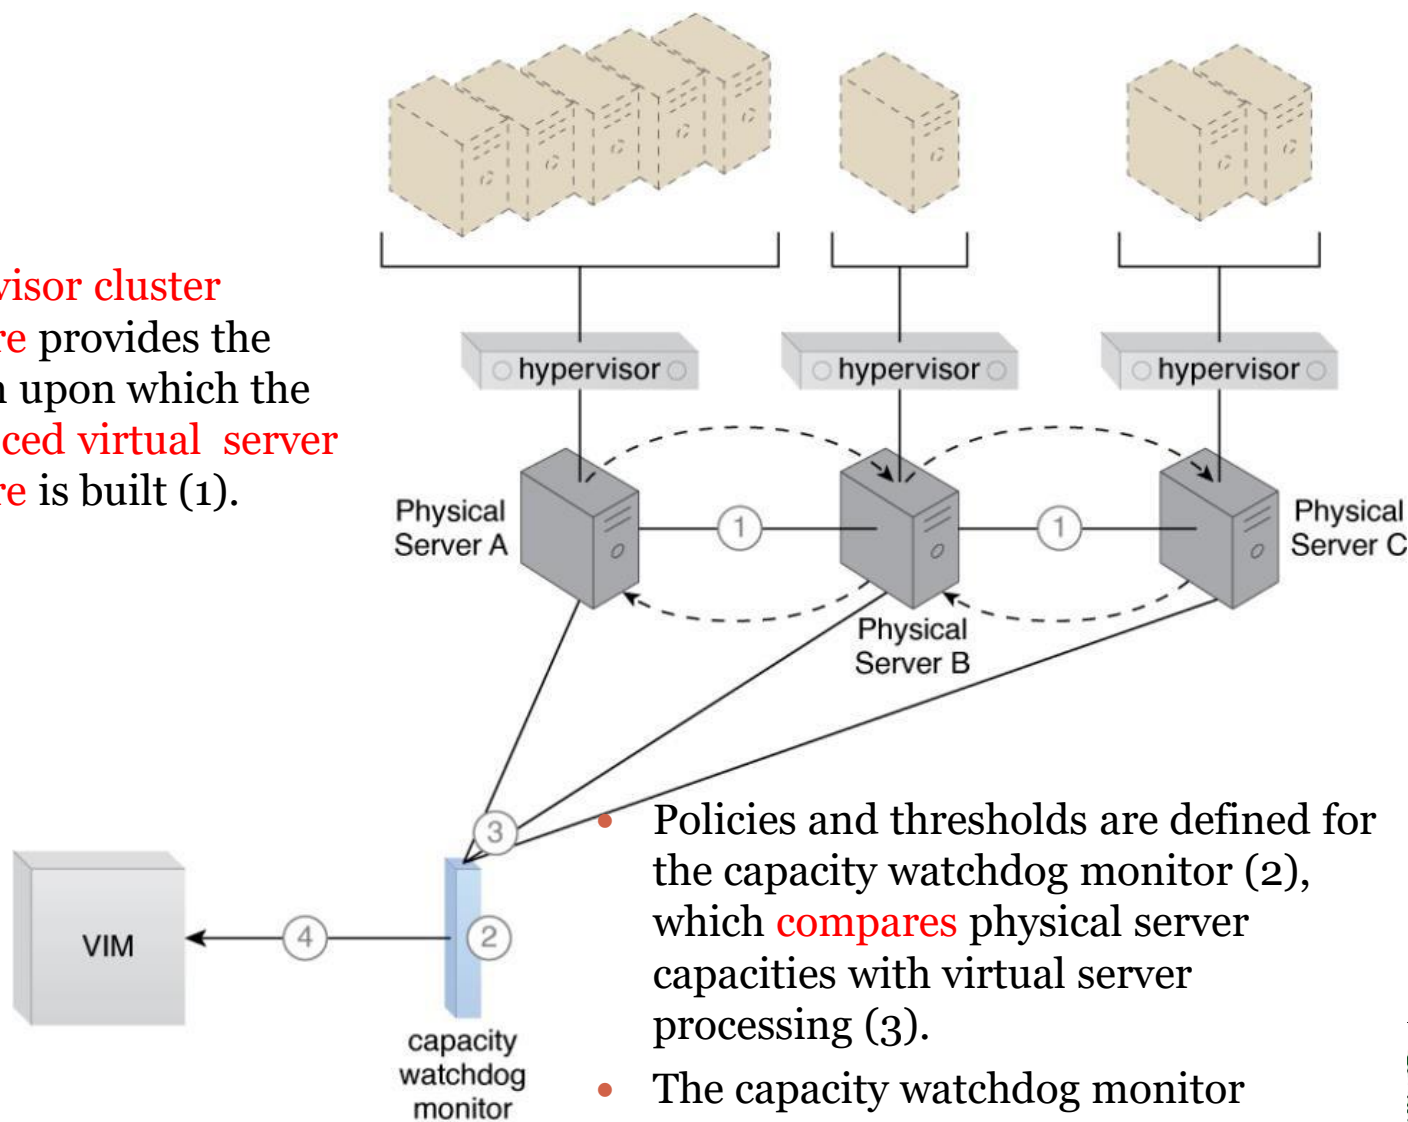 visor cluster
re provides the
n upon which the
ced virtual server
re is built (1).
hypervisor
hypervisor
hypervisor
Physical
Server A
1
1
Physical
Server C
Physical
Server B
3
VIM
4
2
capacity
watchdog
monitor
• Policies and thresholds are defined for
the capacity watchdog monitor (2),
which compares physical server
capacities with virtual server
processing (3).
• The capacity watchdog monitor